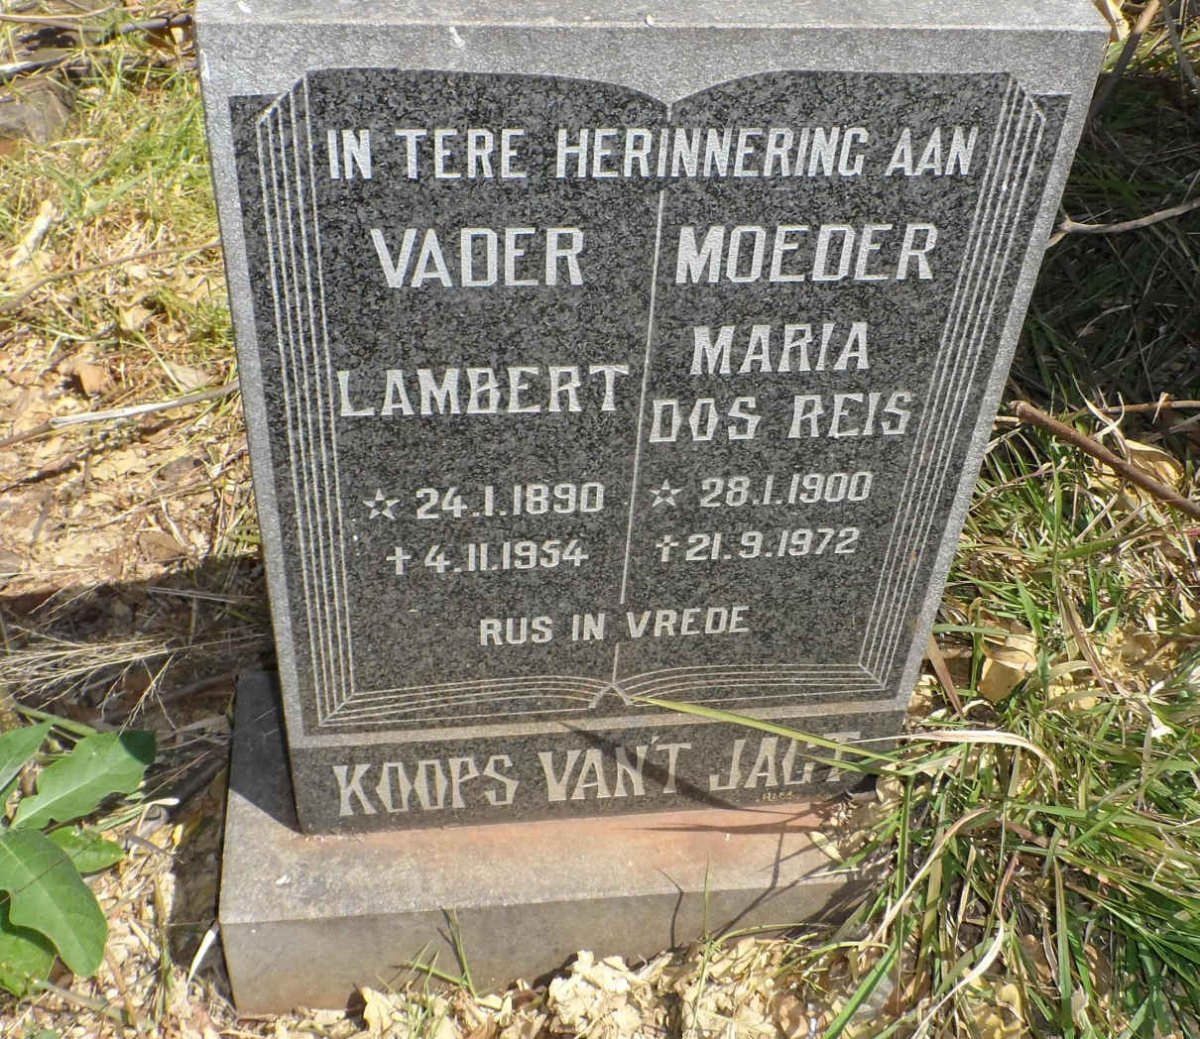 IN TERE HERINNERING AAN
VADER
LAMBERT
☆ 24.1.1890
✝ 4.11.1954
MOEDER
MARIA
DOS REIS
☆ 28.1.1900
✝ 21.9.1972
RUS IN VREDE
KOOPS VAN'T JAGT